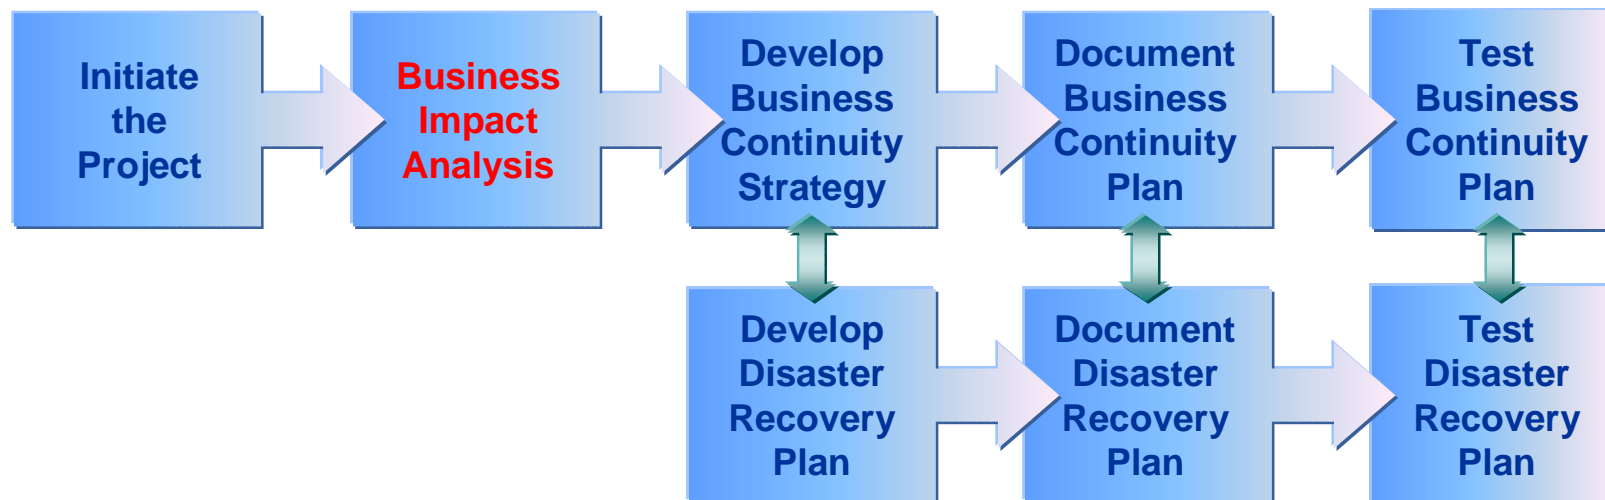 Initiate
the
Project
Business
Impact
Analysis
Develop
Business
Continuity
Strategy
Document
Business
Continuity
Plan
Test
Business
Continuity
Plan
Develop
Disaster
Recovery
Plan
Document
Disaster
Recovery
Plan
Test
Disaster
Recovery
Plan